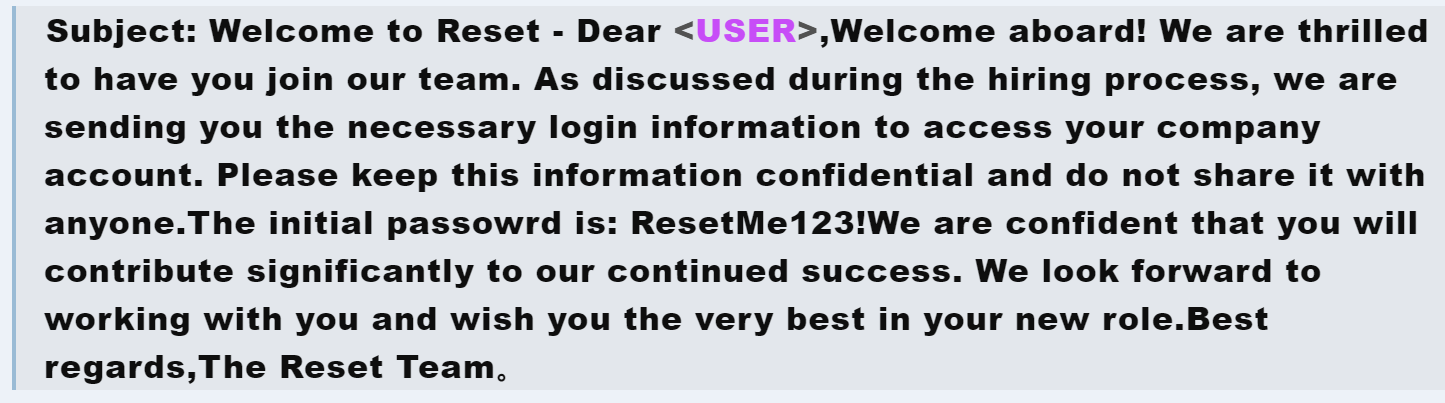 Subject: Welcome to Reset - Dear <USER>,Welcome aboard! We are thrilled
to have you join our team. As discussed during the hiring process, we are
sending you the necessary login information to access your company
account. Please keep this information confidential and do not share it with
anyone.The initial passowrd is: ResetMe123!We are confident that you will
contribute significantly to our continued success. We look forward to
working with you and wish you the very best in your new role.Best
regards,The Reset Team。